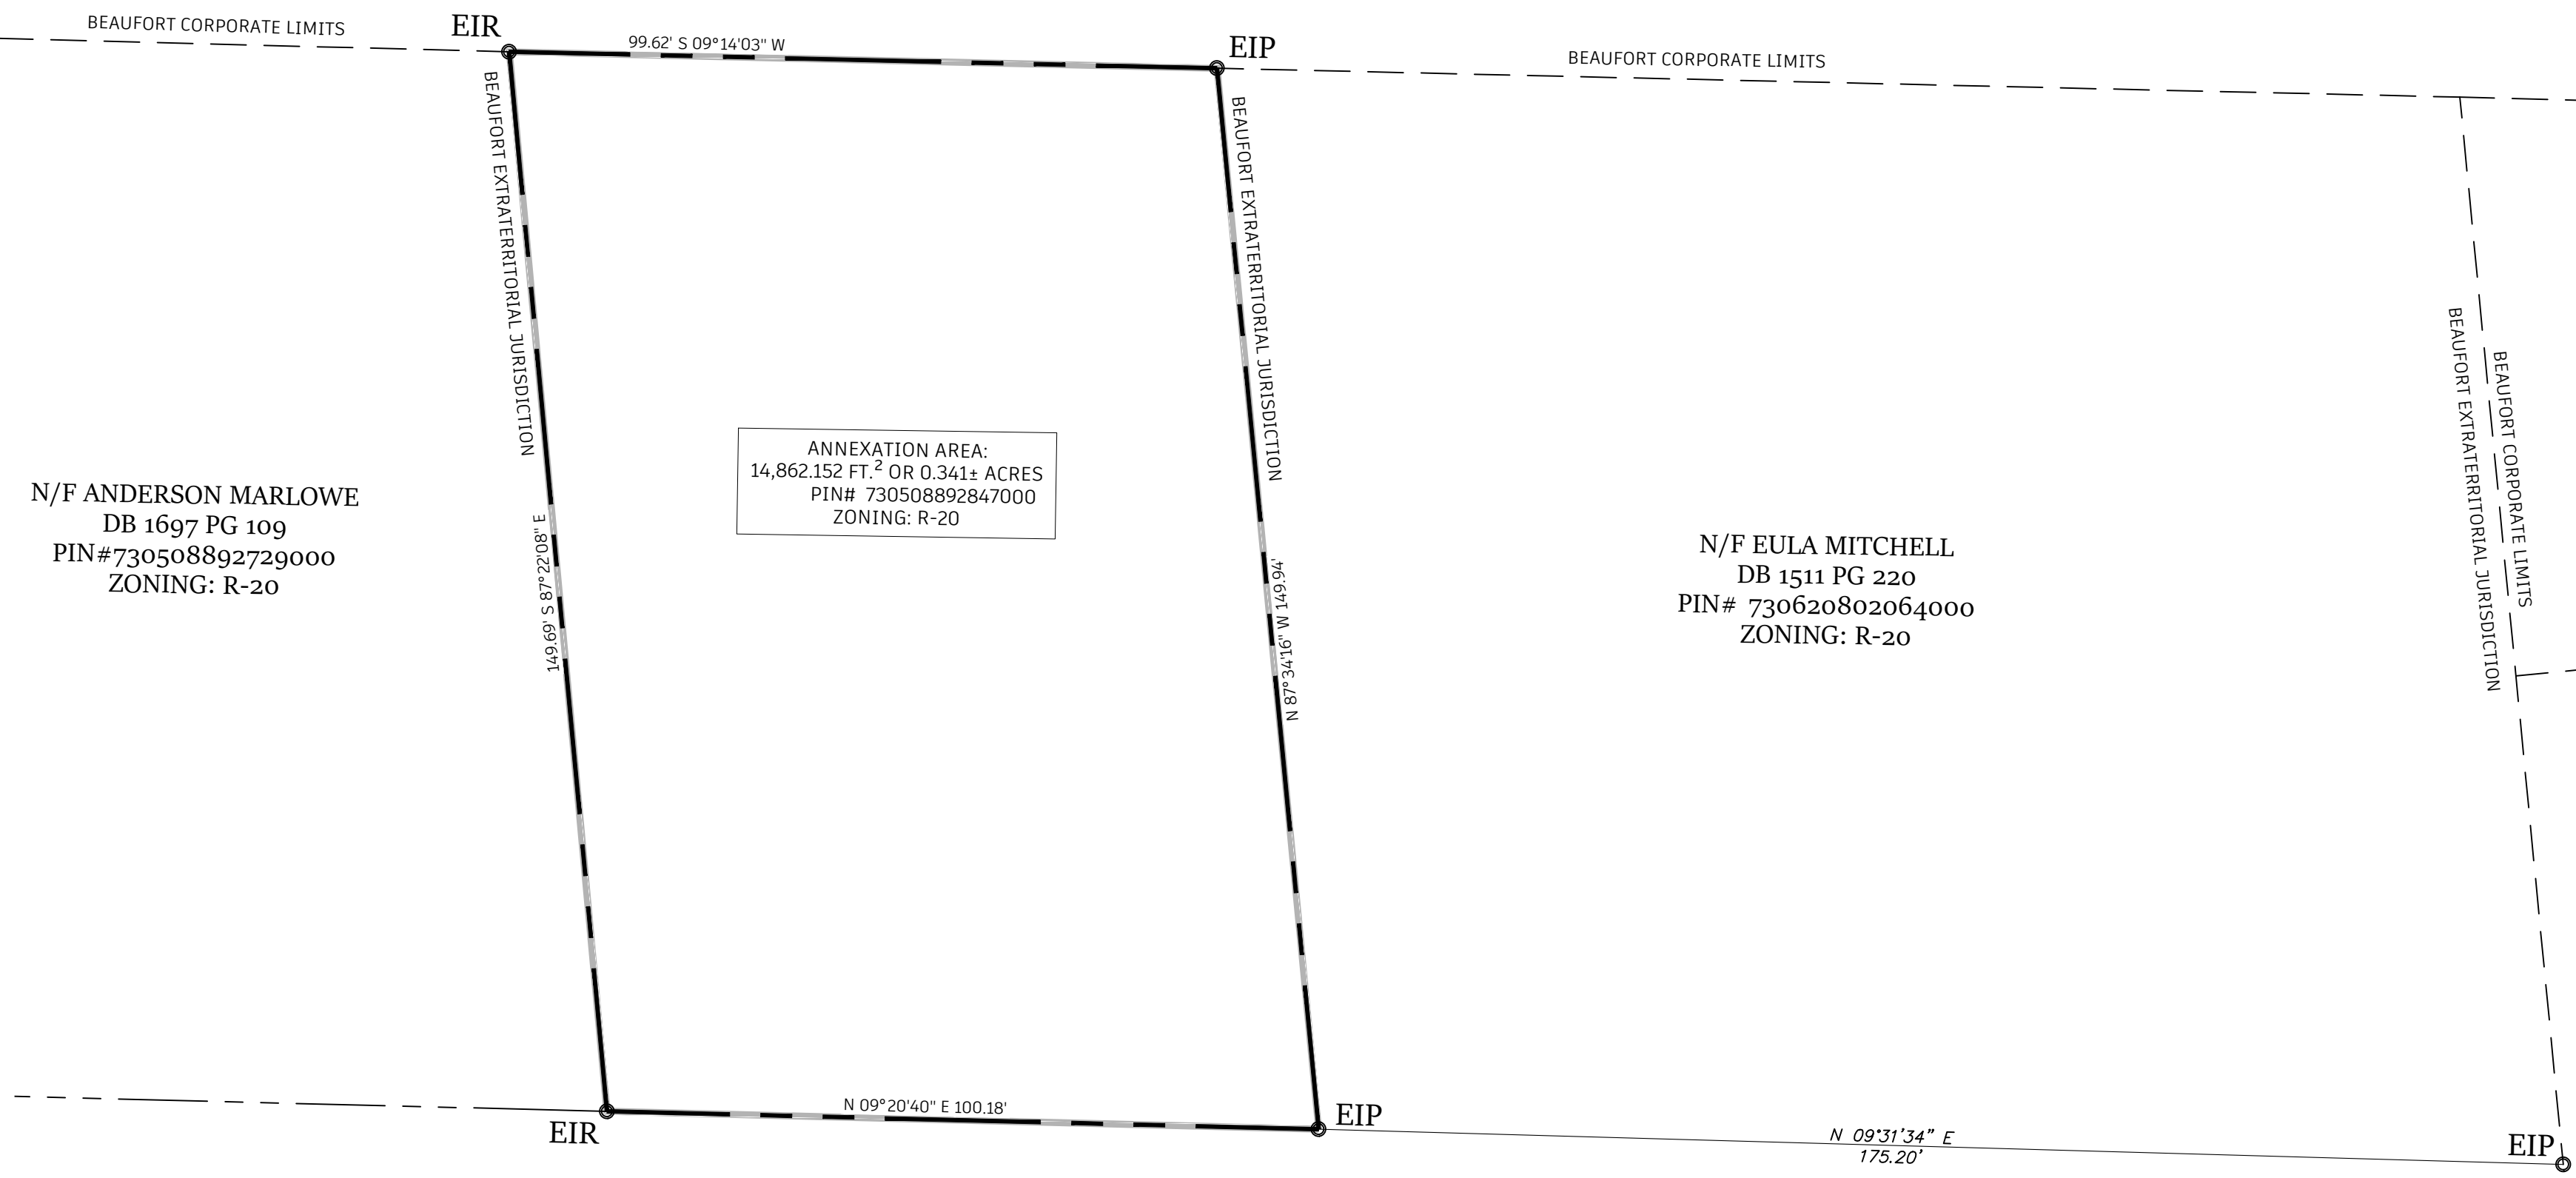 BEAUFORT CORPORATE LIMITS
EIR
99.62' S 09°14'03" W
EIP
BEAUFORT CORPORATE LIMITS
BEAUFORT EXTRATERRITORIAL JURISDICTION
BEAUFORT EXTRATERRITORIAL JURISDICTION
BEAUFORT EXTRATERRITORIAL JURISDICTION
BEAUFORT CORPORATE LIMITS
ANNEXATION AREA:
14,862.152 FT.² OR 0.341± ACRES
PIN# 730508892847000
ZONING: R-20
N/F ANDERSON MARLOWE
DB 1697 PG 109
PIN#730508892729000
ZONING: R-20
149.69' S 87°22'08" E
N 87°34'16" W 149.94'
N/F EULA MITCHELL
DB 1511 PG 220
PIN# 730620802064000
ZONING: R-20
N 09°20'40" E 100.18'
EIR
EIP
N 09°31'34" E
175.20'
EIP